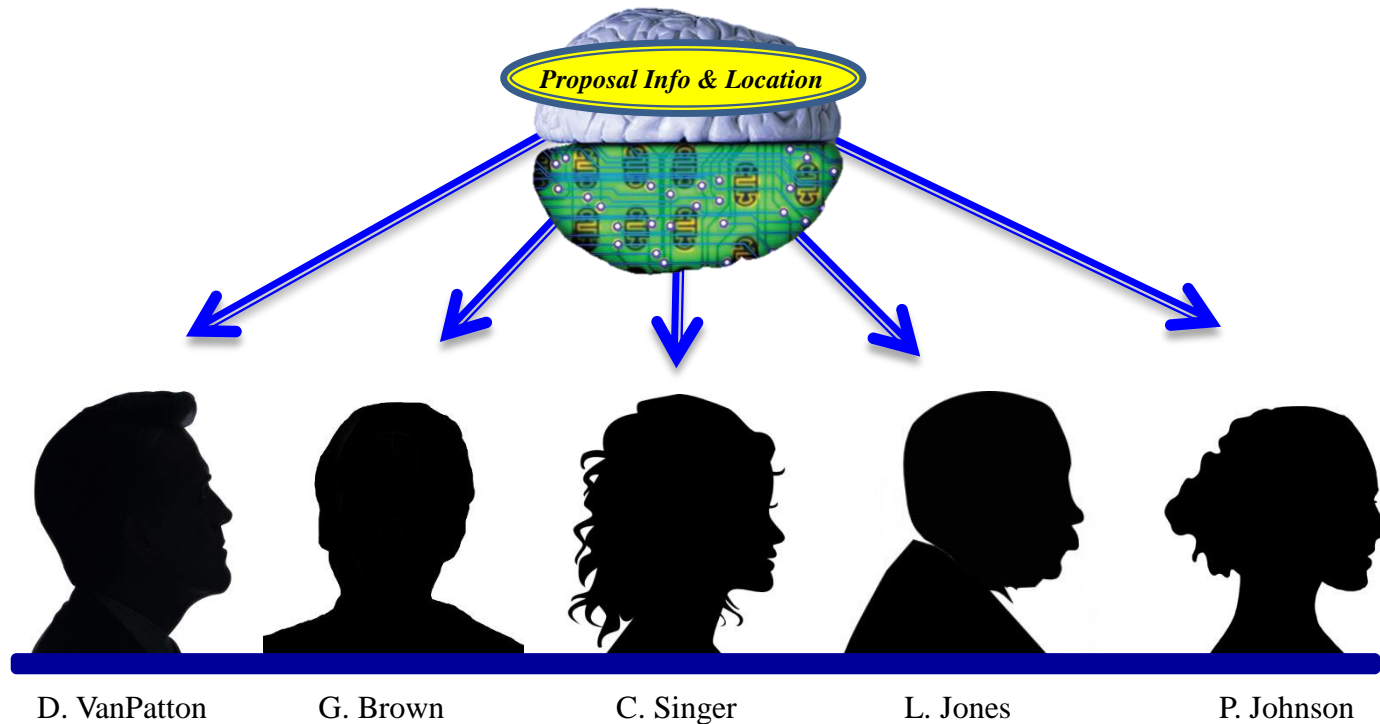 Proposal Info & Location
D. VanPatton
G. Brown
C. Singer
L. Jones
P. Johnson